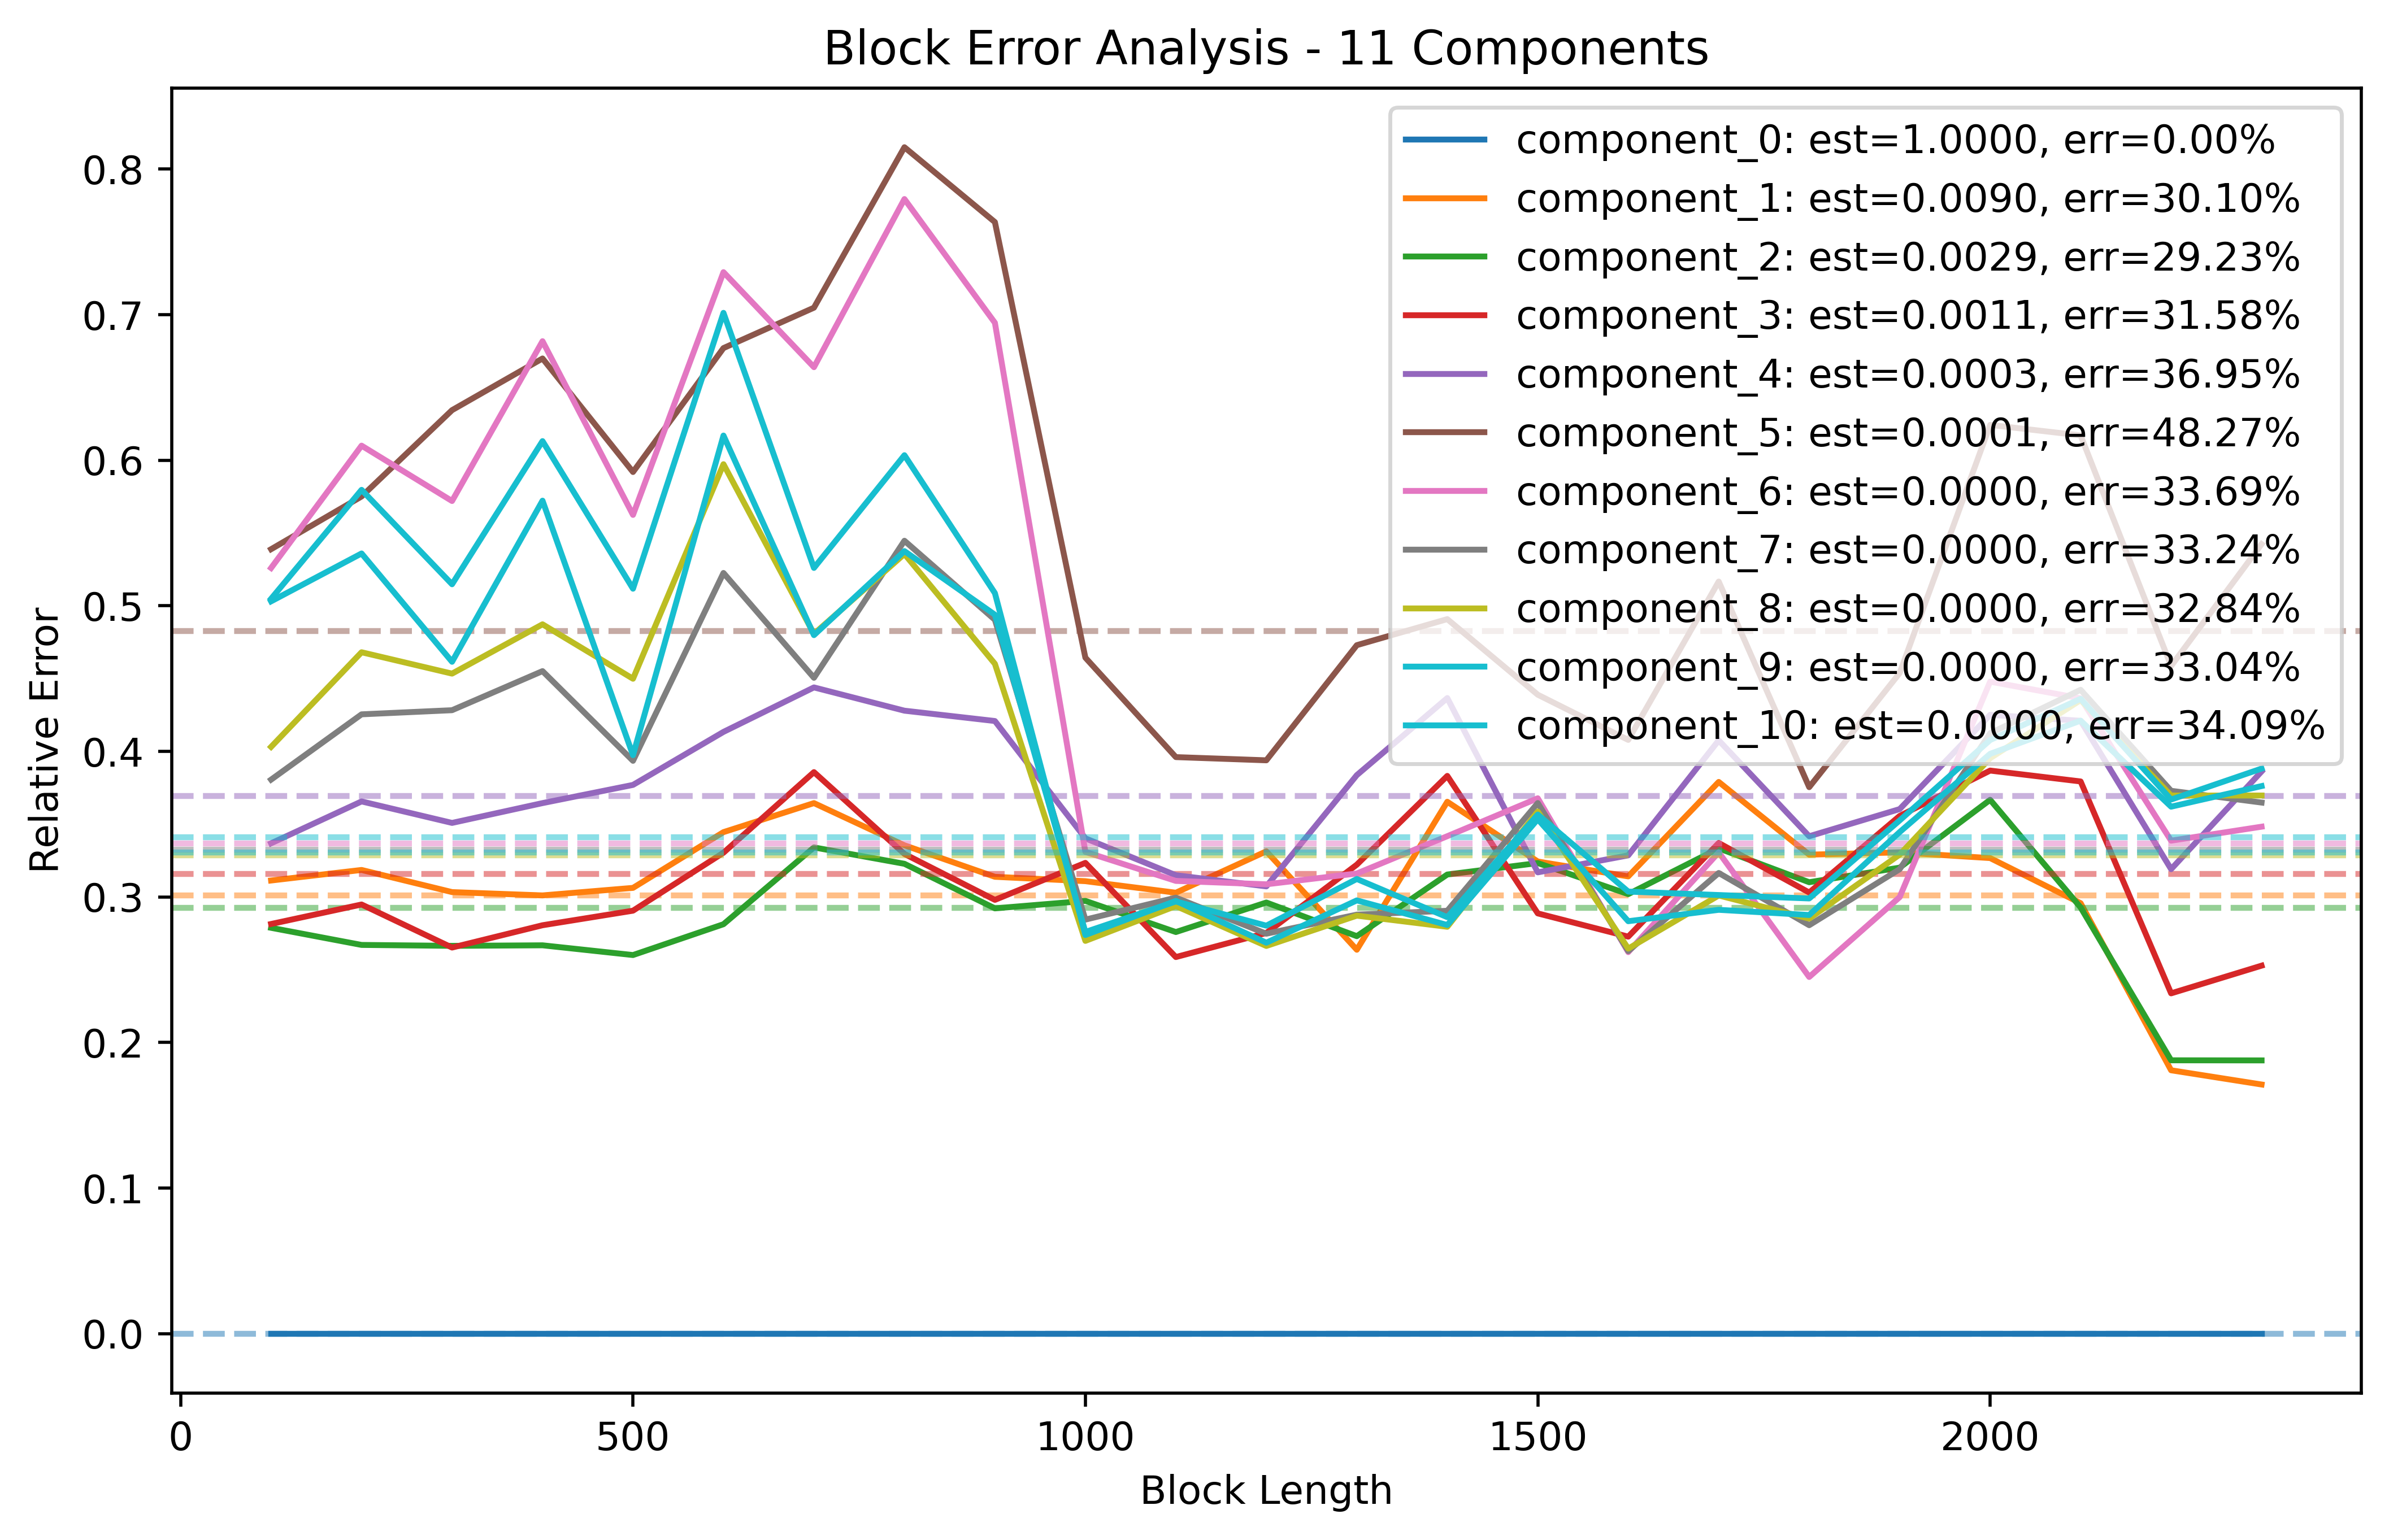 Block Error Analysis - 11 Components
component_0: est=1.0000, err=0.00%
component_1: est=0.0090, err=30.10%
component_2: est=0.0029, err=29.23%
component_3: est=0.0011, err=31.58%
component_4: est=0.0003, err=36.95%
component_5: est=0.0001, err=48.27%
component_6: est=0.0000, err=33.69%
component_7: est=0.0000, err=33.24%
component_8: est=0.0000, err=32.84%
component_9: est=0.0000, err=33.04%
component_10: est=0.0000, err=34.09%
Relative Error
0.8
0.7
0.6
0.5
0.4
0.3
0.2
0.1
0.0
0
500
1000
1500
2000
Block Length